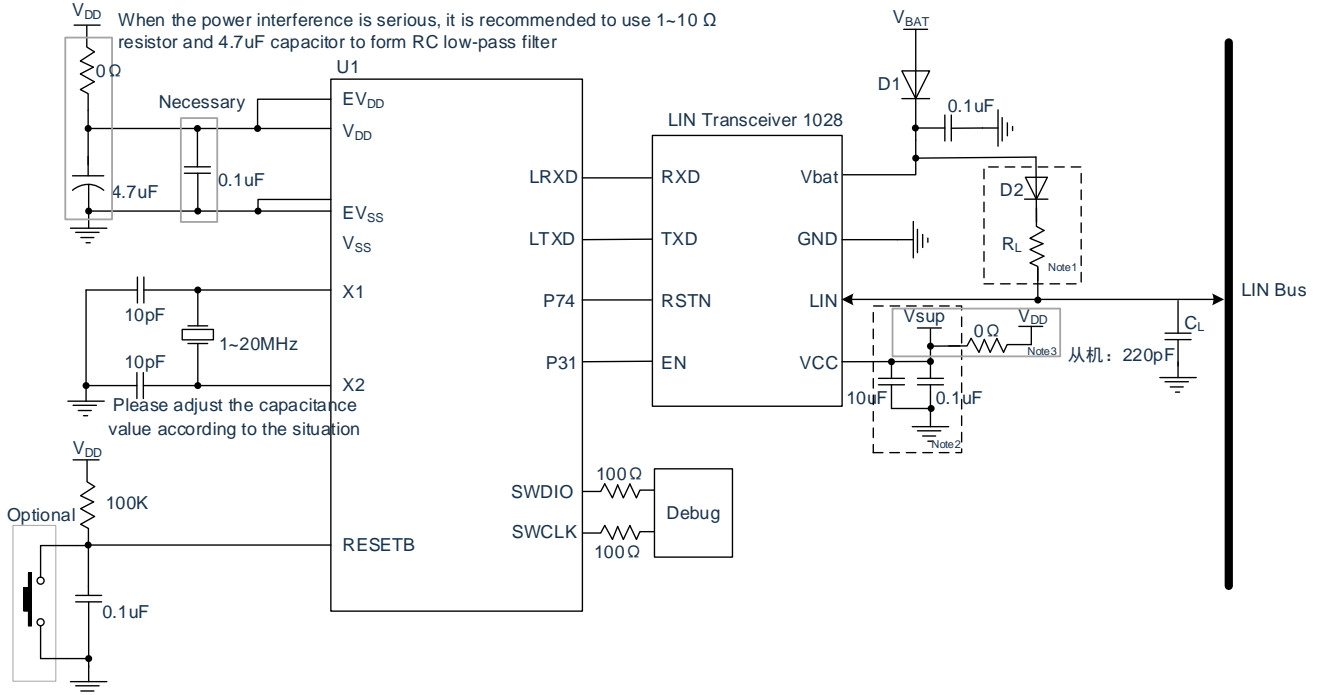 VDD
When the power interference is serious, it is recommended to use 1~10 Ω
resistor and 4.7uF capacitor to form RC low-pass filter
0Ω
Necessary
4.7uF
0.1uF
U1
EVDD
VDD
EVSS
VSS
X1
X2
RESETB
LRXD
LTXD
P74
P31
SWDIO
SWCLK
10pF
1~20MHz
10pF
Please adjust the capacitance
value according to the situation
VDD
100K
Optional
0.1uF
100Ω
100Ω
Debug
LIN Transceiver 1028
RXD
TXD
RSTN
EN
Vbat
GND
LIN
VCC
VBAT
D1
0.1uF
D2
RL
Note1
Vsup
0Ω
VDD
Note3
10uF
0.1uF
Note2
CL
从机：220pF
LIN Bus